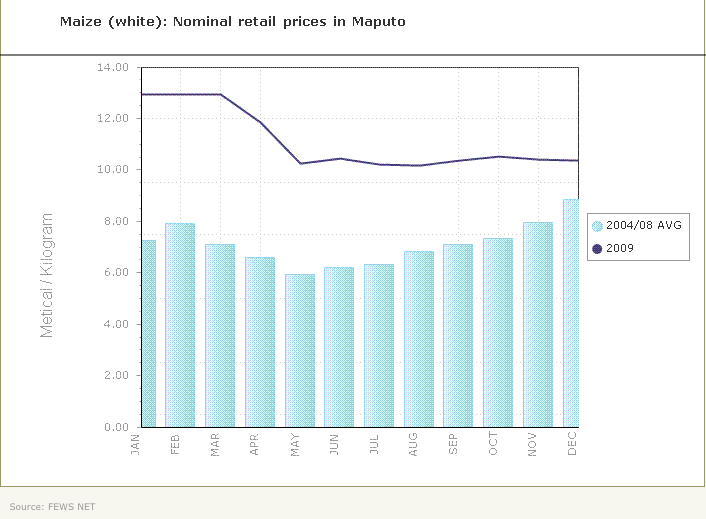 Maize (white): Nominal retail prices in Maputo
14.00
12.00
10.00
8.00
6.00
4.00
2.00
0.00
Metical / Kilogram
JAN
FEB
MAR
APR
MAY
JUN
JUL
AUG
SEP
OCT
NOV
DEC
2004/08 AVG
2009
Source: FEWS NET